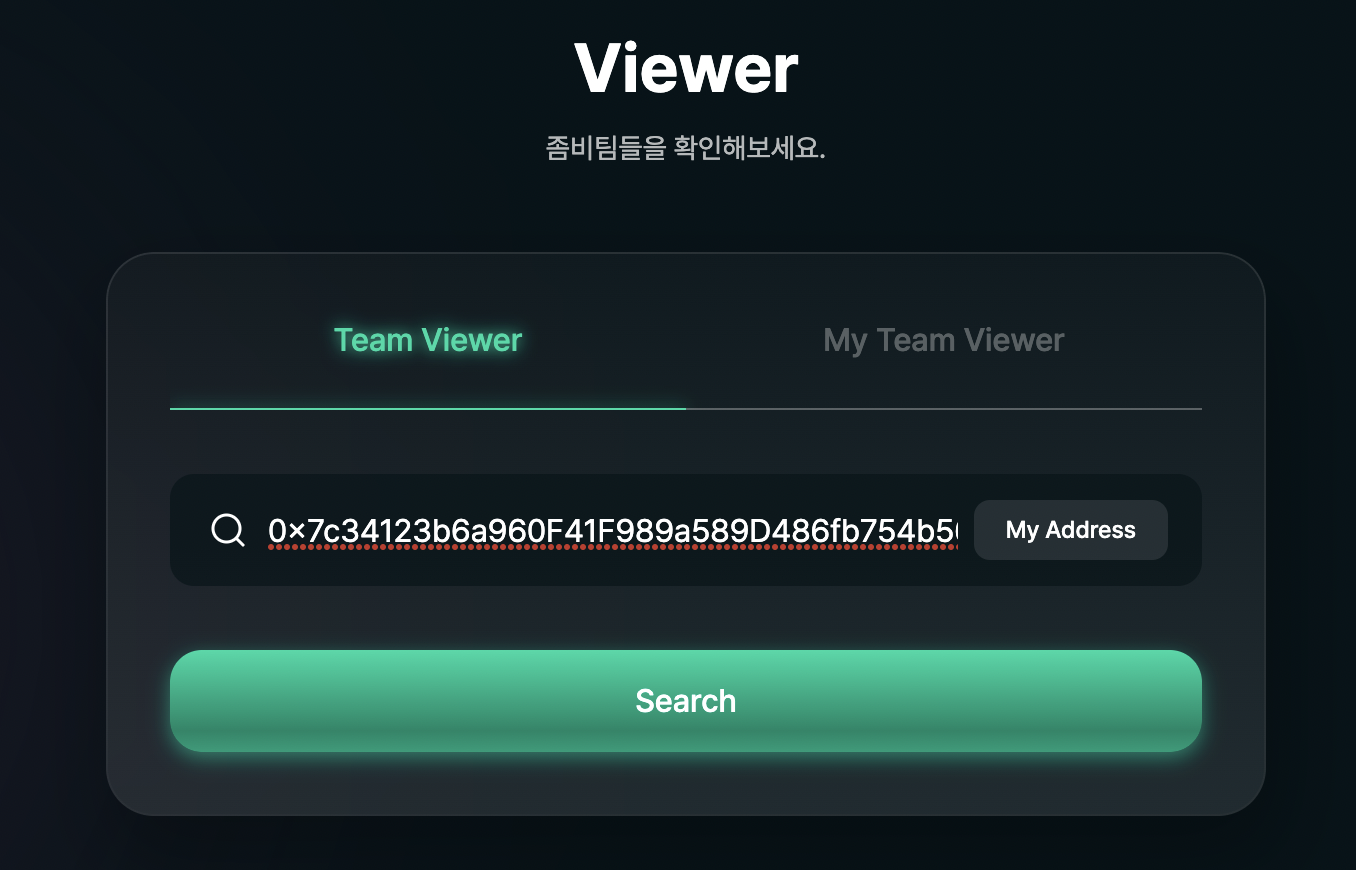 Viewer
좀비팀들을 확인해보세요.
Team Viewer
My Team Viewer
0x7c34123b6a960F41F989a589D486fb754b5
My Address
Search